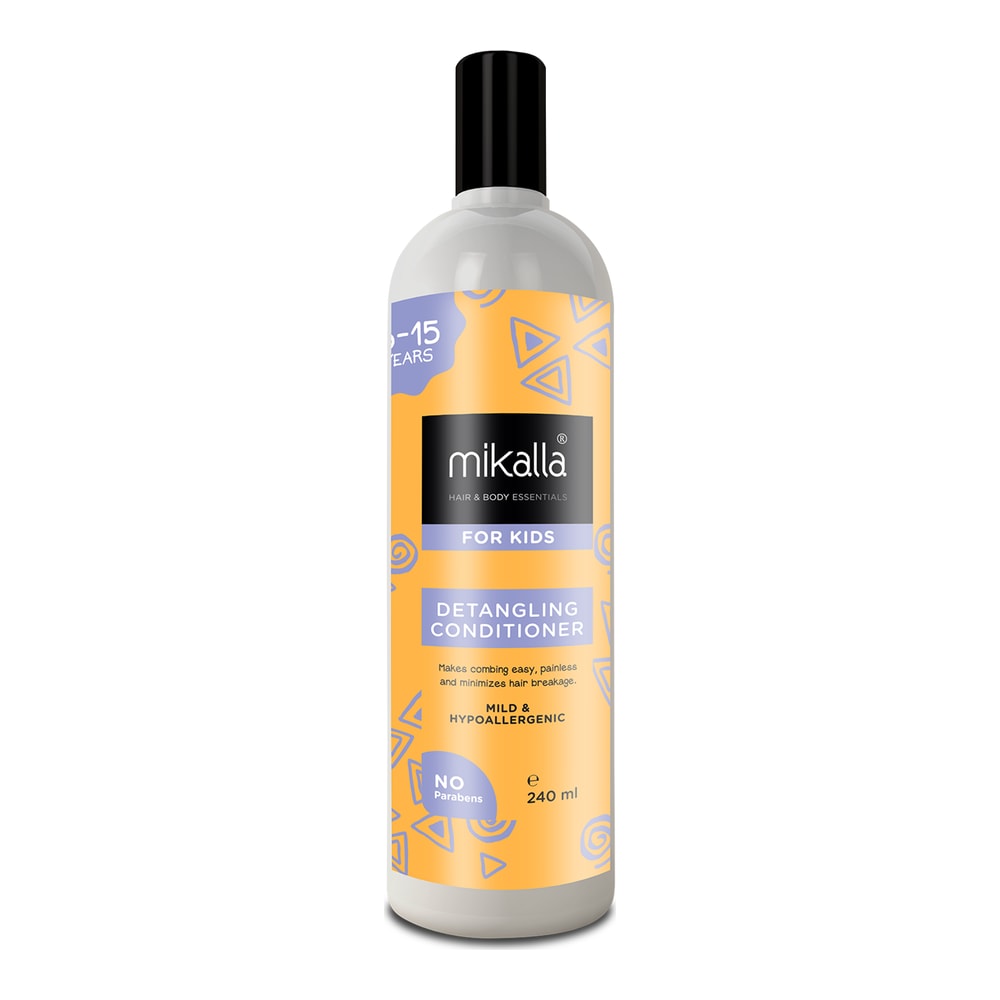 -15
YEARS
mikalla®
HAIR & BODY ESSENTIALS
FOR KIDS
DETANGLING
CONDITIONER
Makes combing easy, painless
and minimizes hair breakage.
MILD &
HYPOALLERGENIC
NO
Parabens
℮
240 ml